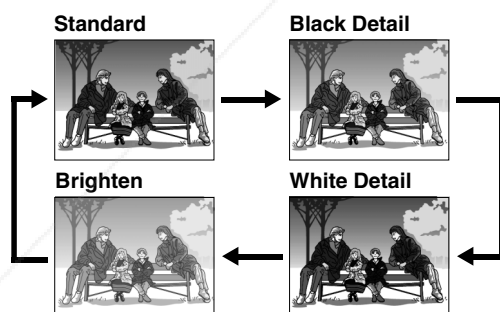 Standard
Black Detail
Brighten
White Detail